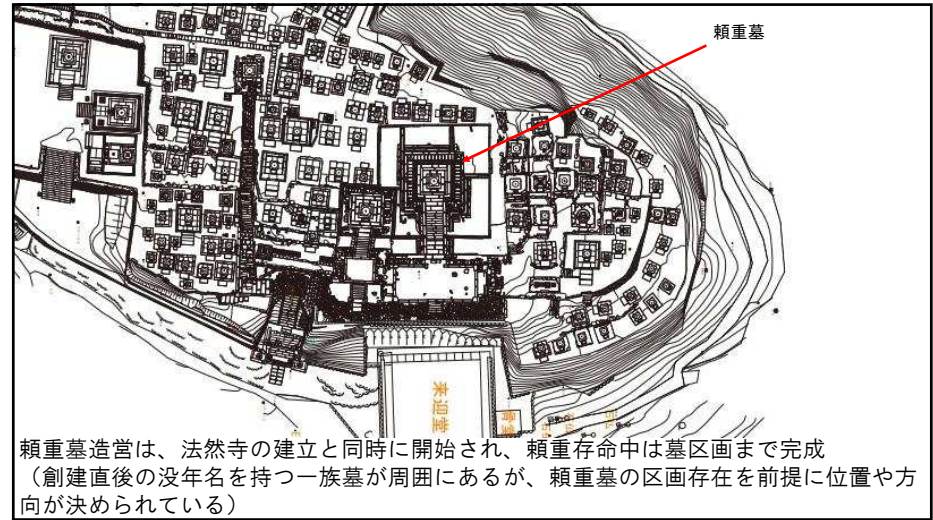 頼重墓
来迎堂
頼重墓造営は、法然寺の建立と同時に開始され、頼重存命中は墓区画まで完成
（創建直後の没年名を持つ一族墓が周囲にあるが、頼重墓の区画存在を前提に位置や方
向が決められている）